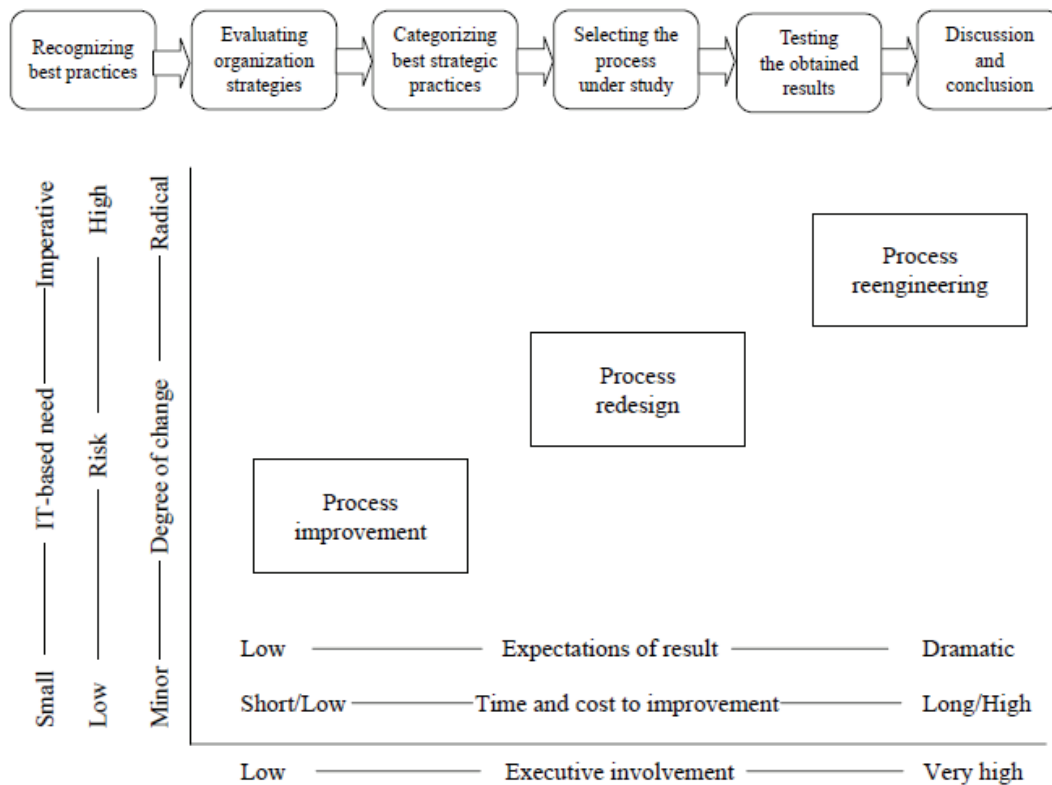 Recognizing
best practices
Evaluating
organization
strategies
Categorizing
best strategic
practices
Selecting the
process
under study
Testing
the obtained
results
Discussion
and
conclusion
Small IT-based need Imperative
Low Risk High
Minor Degree of change Radical
Process
reengineering
Process
redesign
Process
improvement
Low Expectations of result Dramatic
Short/Low Time and cost to improvement Long/High
Low Executive involvement Very high